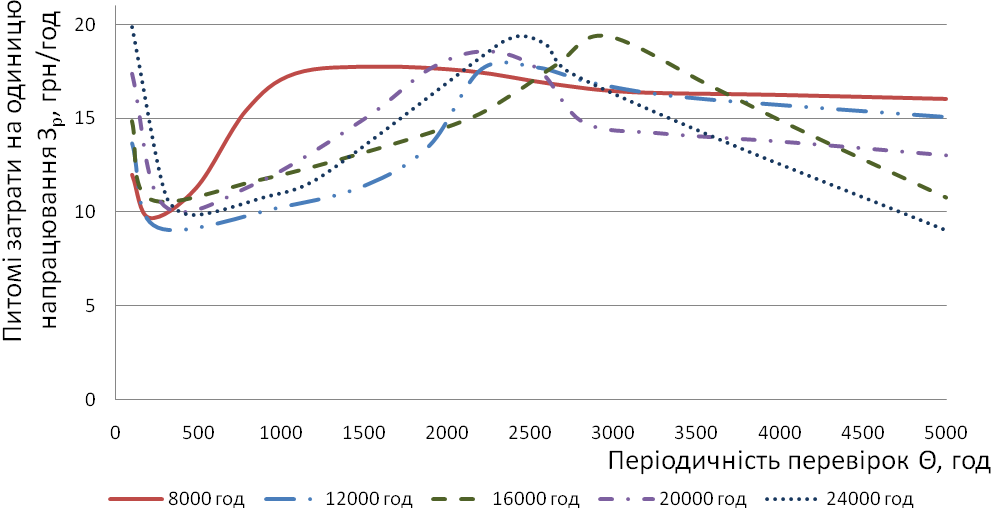 Питомі затрати на одиницю
напрацювання Зр, грн/год
20
15
10
5
0
0 500 1000 1500 2000 2500 3000 3500 4000 4500 5000
Періодичність перевірок Θ, год
8000 год 12000 год 16000 год 20000 год 24000 год